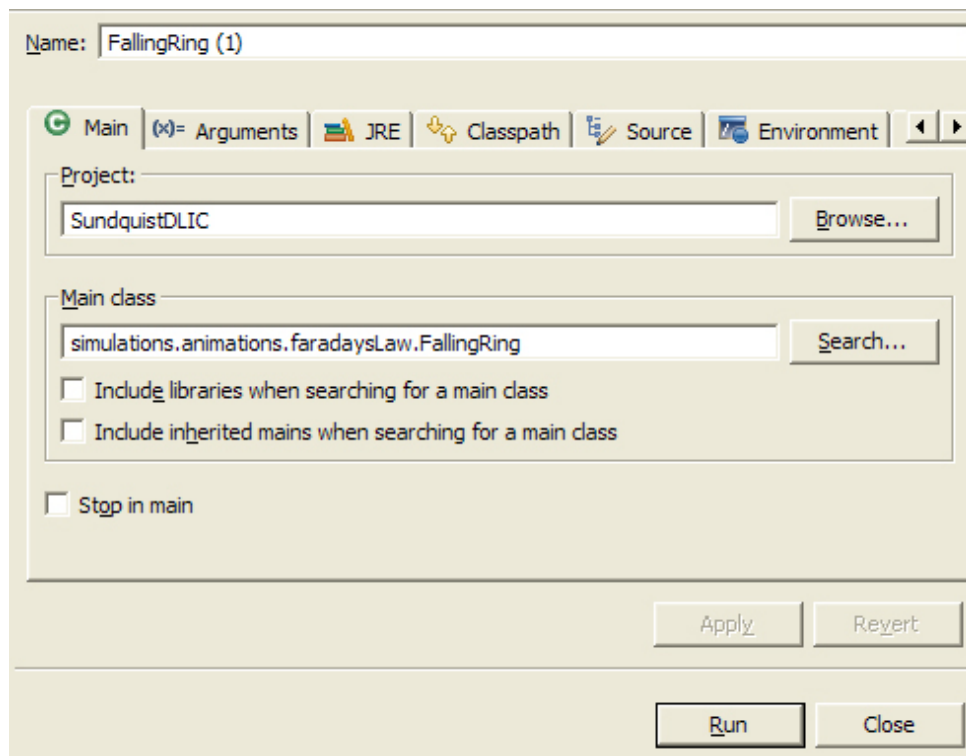 Name: FallingRing (1)
Main (x)= Arguments JRE Classpath Source Environment
Project:
SundquistDLIC Browse...
Main class
simulations.animations.faradaysLaw.FallingRing Search...
Include libraries when searching for a main class
Include inherited mains when searching for a main class
Stop in main
Apply Revert
Run Close